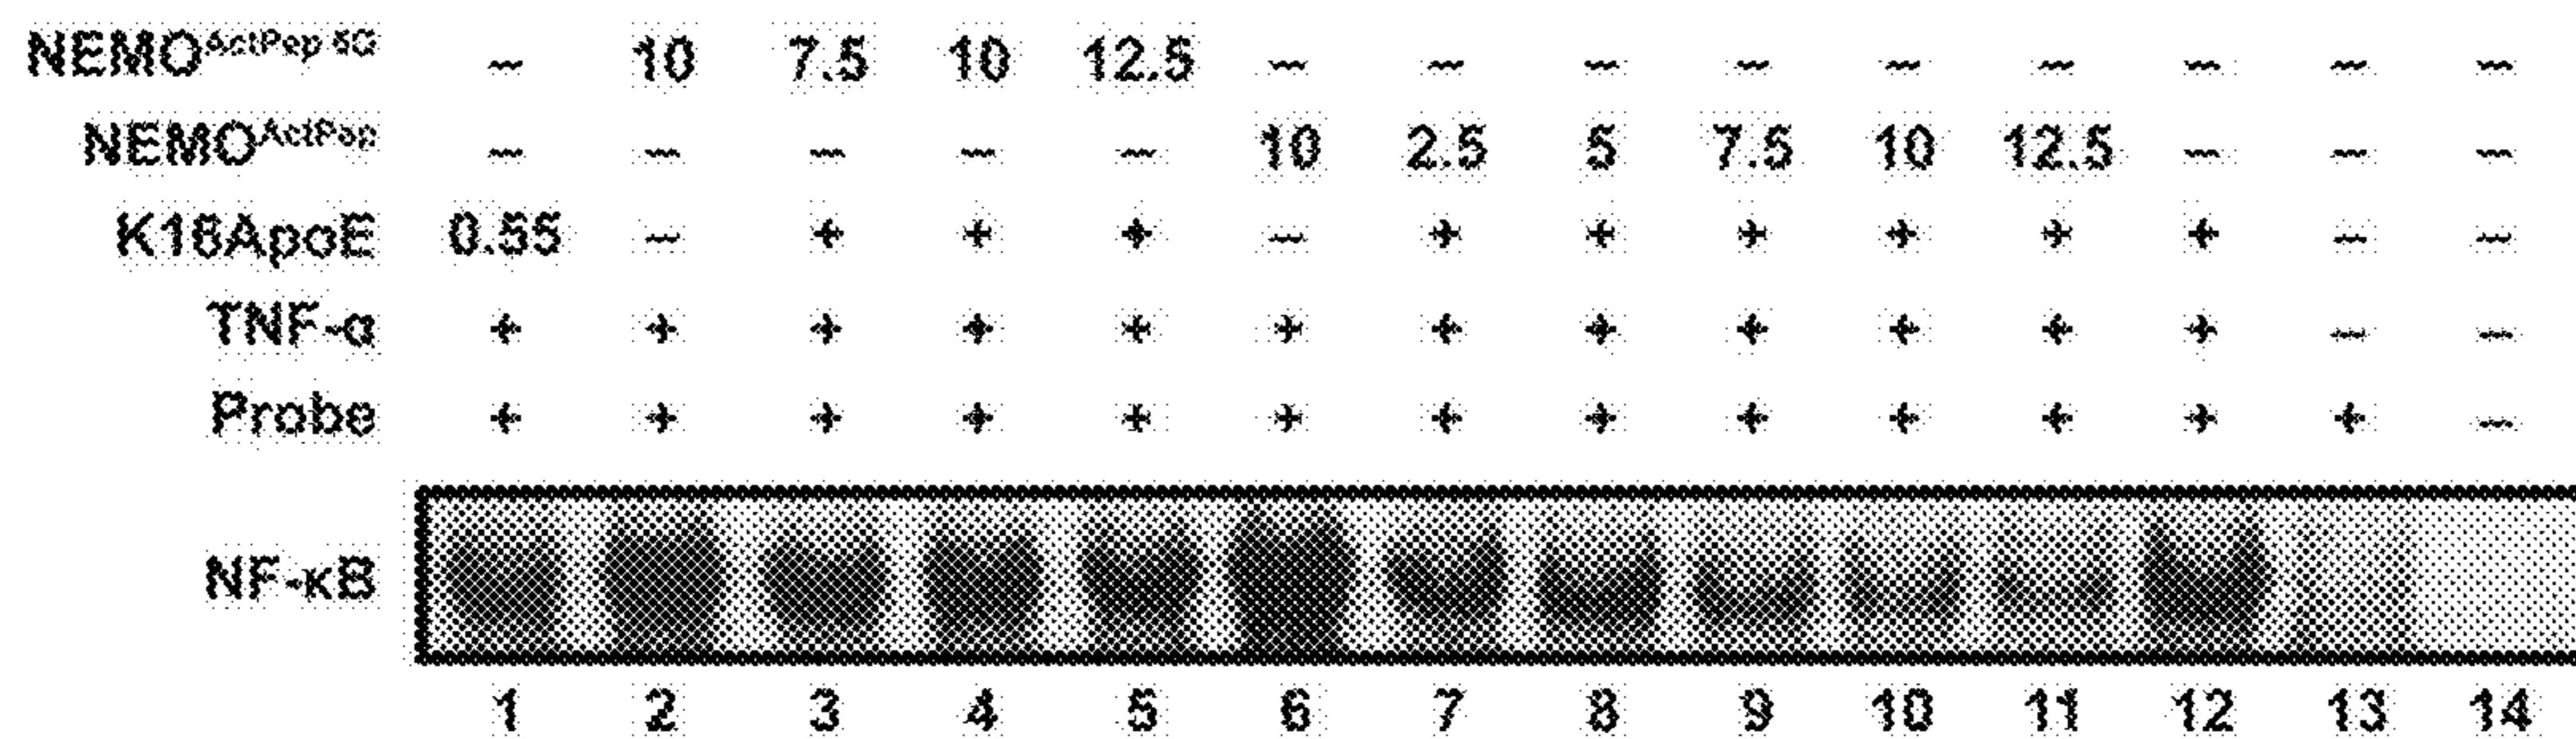 NEMO^ActPep 6G – 10 7.5 10 12.5 – – – – – – – – –
NEMO^ActPep – – – – – 10 2.5 5 7.5 10 12.5 – – –
K16ApoE 0.55 – + + + – + + + + + + – –
TNF-α + + + + + + + + + + + + – –
Probe + + + + + + + + + + + + + –
NF-κB
1 2 3 4 5 6 7 8 9 10 11 12 13 14